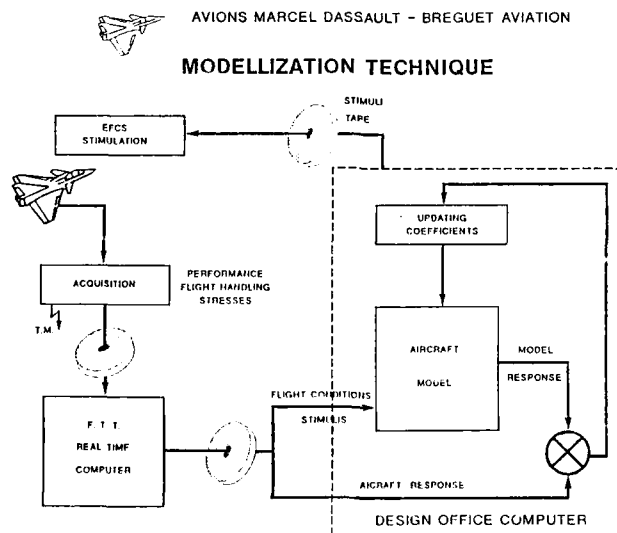 AVIONS MARCEL DASSAULT - BREGUET AVIATION
MODELLIZATION TECHNIQUE
STIMULI
TAPE
EFCS
STIMULATION
UPDATING
COEFFICIENTS
ACQUISITION
PERFORMANCE
FLIGHT HANDLING
STRESSES
T.M.
AIRCRAFT
MODEL
MODEL
RESPONSE
F. T. T.
REAL TIME
COMPUTER
FLIGHT CONDITIONS
STIMULIS
AICRAFT RESPONSE
DESIGN OFFICE COMPUTER